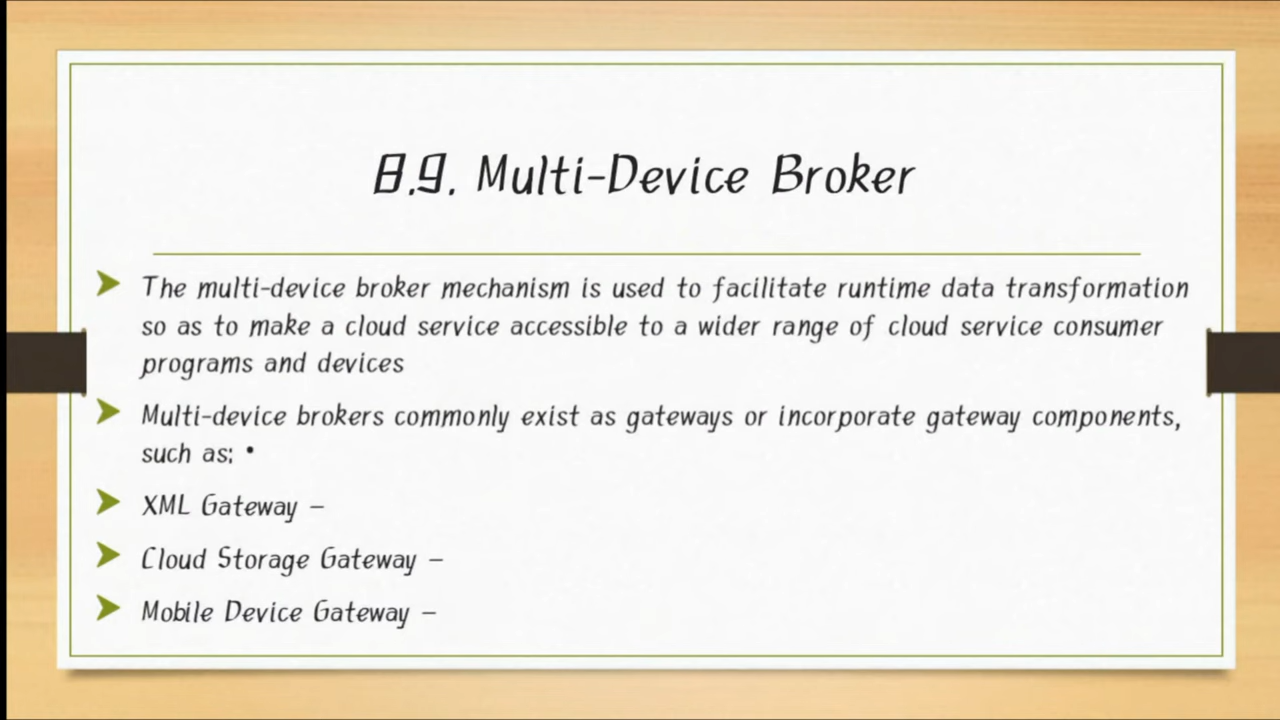 8.9. Multi-Device Broker
The multi-device broker mechanism is used to facilitate runtime data transformation
so as to make a cloud service accessible to a wider range of cloud service consumer
programs and devices
Multi-device brokers commonly exist as gateways or incorporate gateway components,
such as: •
XML Gateway –
Cloud Storage Gateway –
Mobile Device Gateway –